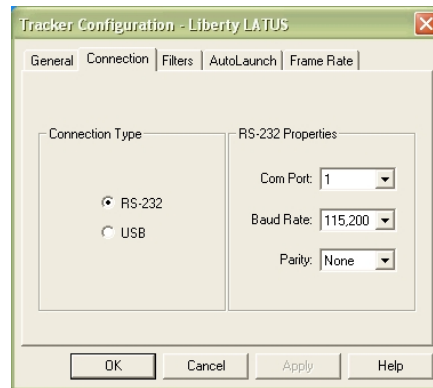 Tracker Configuration - Liberty LATUS
General Connection Filters AutoLaunch Frame Rate
Connection Type
RS-232
USB
RS-232 Properties
Com Port: 1
Baud Rate: 115,200
Parity: None
OK Cancel Apply Help